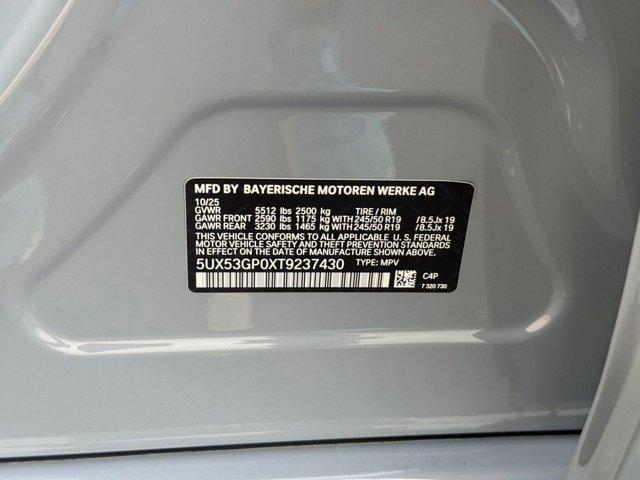 MFD BY BAYERISCHE MOTOREN WERKE AG
10/25
GVWR 5512 lbs 2500 kg TIRE / RIM
GAWR FRONT 2590 lbs 1175 kg WITH 245/50 R19 /8.5Jx 19
GAWR REAR 3230 lbs 1465 kg WITH 245/50 R19 /8.5Jx 19
THIS VEHICLE CONFORMS TO ALL APPLICABLE U. S. FEDERAL
MOTOR VEHICLE SAFETY AND THEFT PREVENTION STANDARDS
IN EFFECT ON THE DATE OF MANUFACTURE SHOWN ABOVE.
5UX53GP0XT9237430 TYPE: MPV
C4P
7 320 730